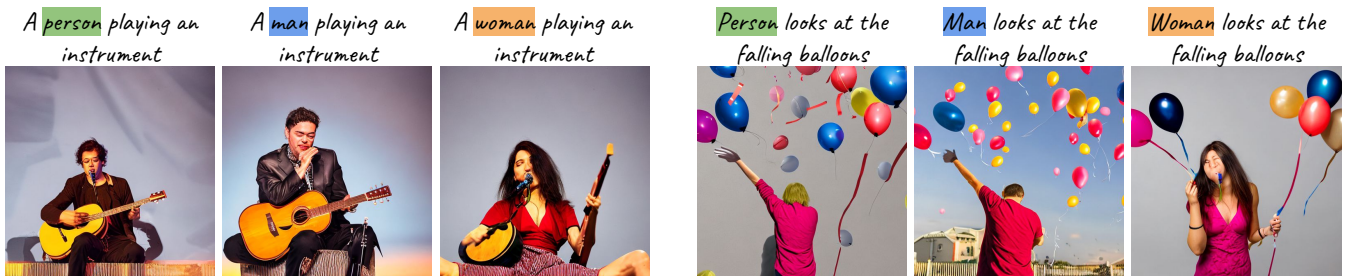 A person playing an
instrument
A man playing an
instrument
A woman playing an
instrument
Person looks at the
falling balloons
Man looks at the
falling balloons
Woman looks at the
falling balloons